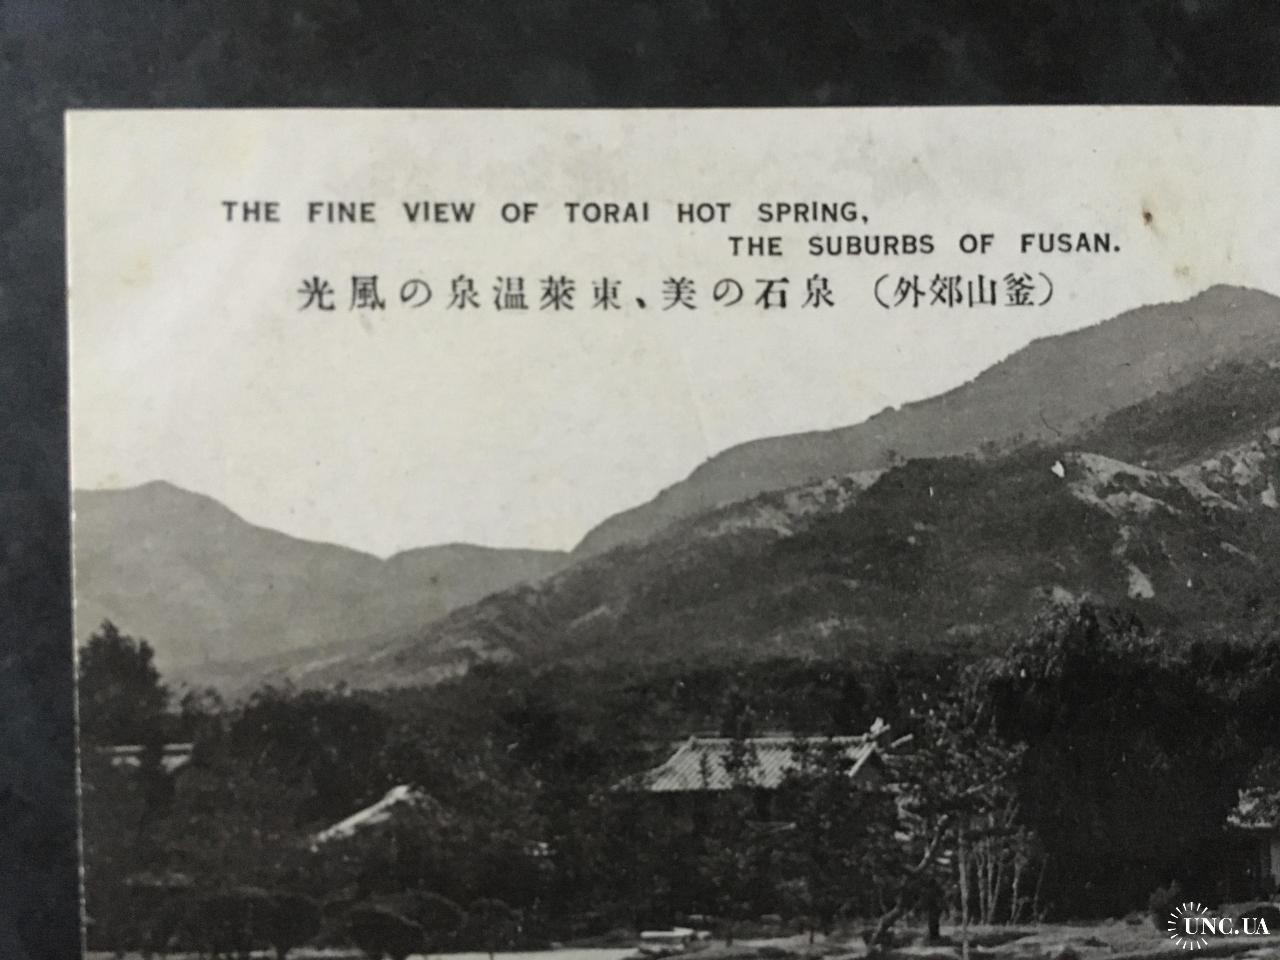 THE FINE VIEW OF TORAI HOT SPRING,
THE SUBURBS OF FUSAN.
(釜山郊外) 泉石の美、東萊温泉の風光
UNC.UA